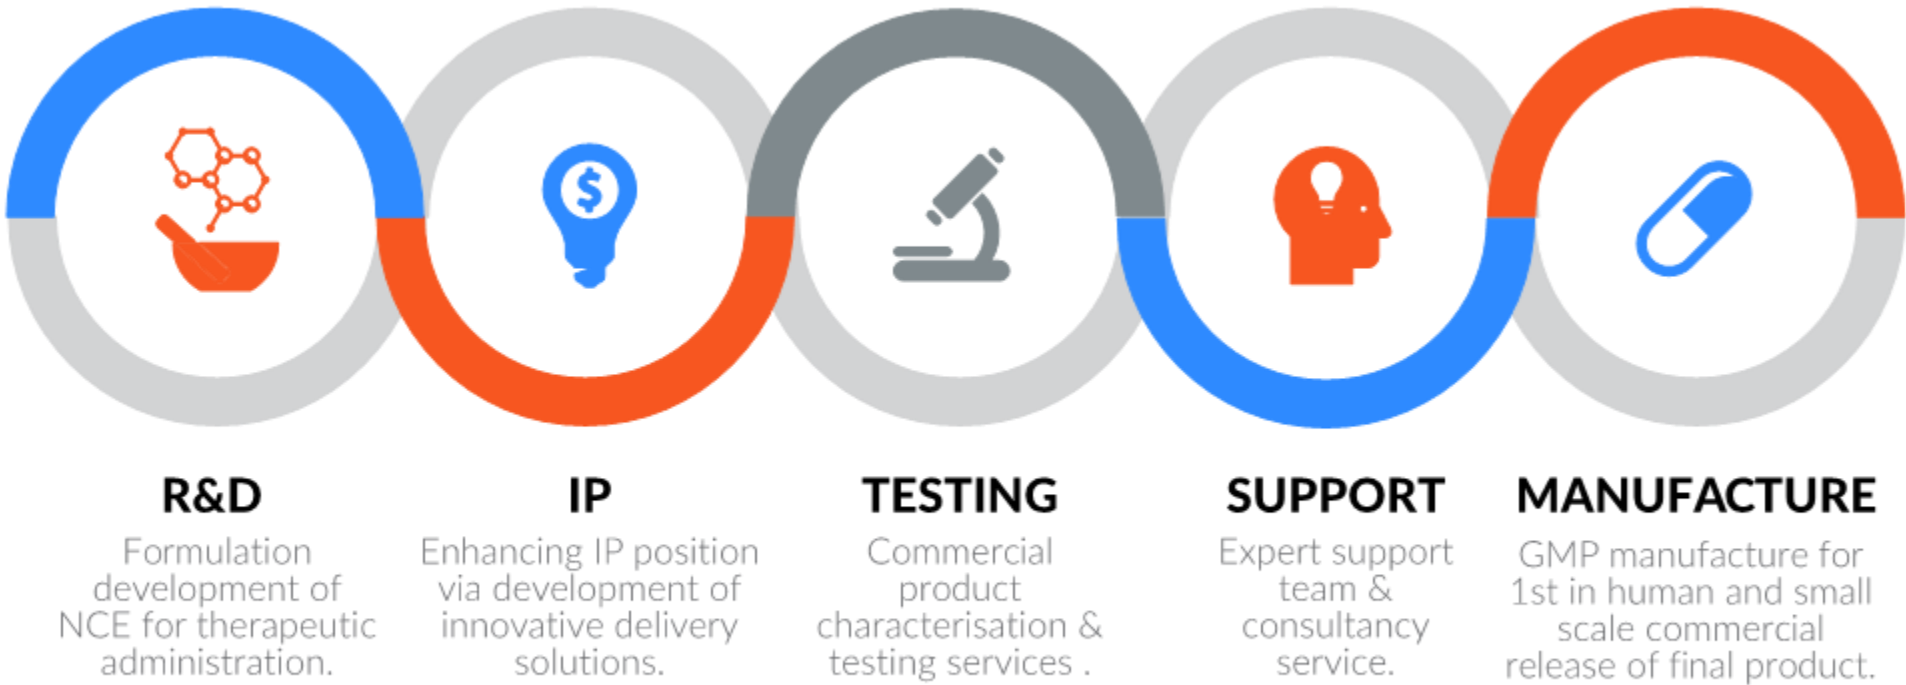 $
R&D
Formulation
development of
NCE for therapeutic
administration.
IP
Enhancing IP position
via development of
innovative delivery
solutions.
TESTING
Commercial
product
characterisation &
testing services .
SUPPORT
Expert support
team &
consultancy
service.
MANUFACTURE
GMP manufacture for
1st in human and small
scale commercial
release of final product.